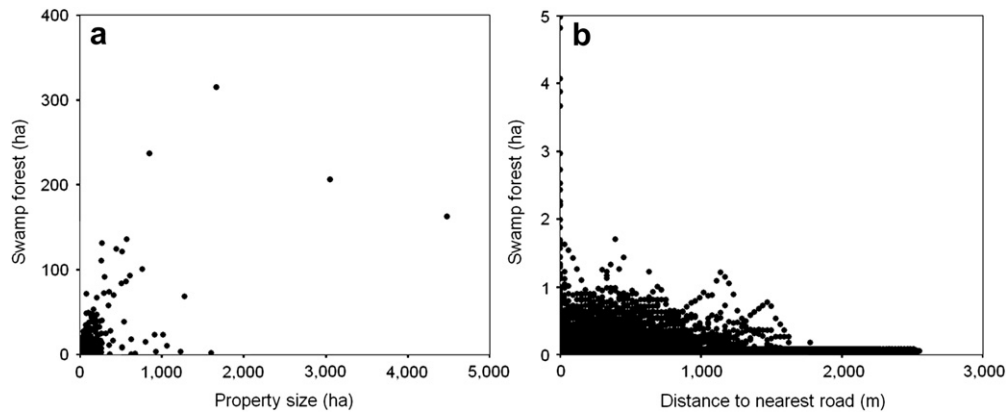 a
Swamp forest (ha)
400
300
200
100
0
0 1,000 2,000 3,000 4,000 5,000
Property size (ha)
b
Swamp forest (ha)
5
4
3
2
1
0
0 1,000 2,000 3,000
Distance to nearest road (m)